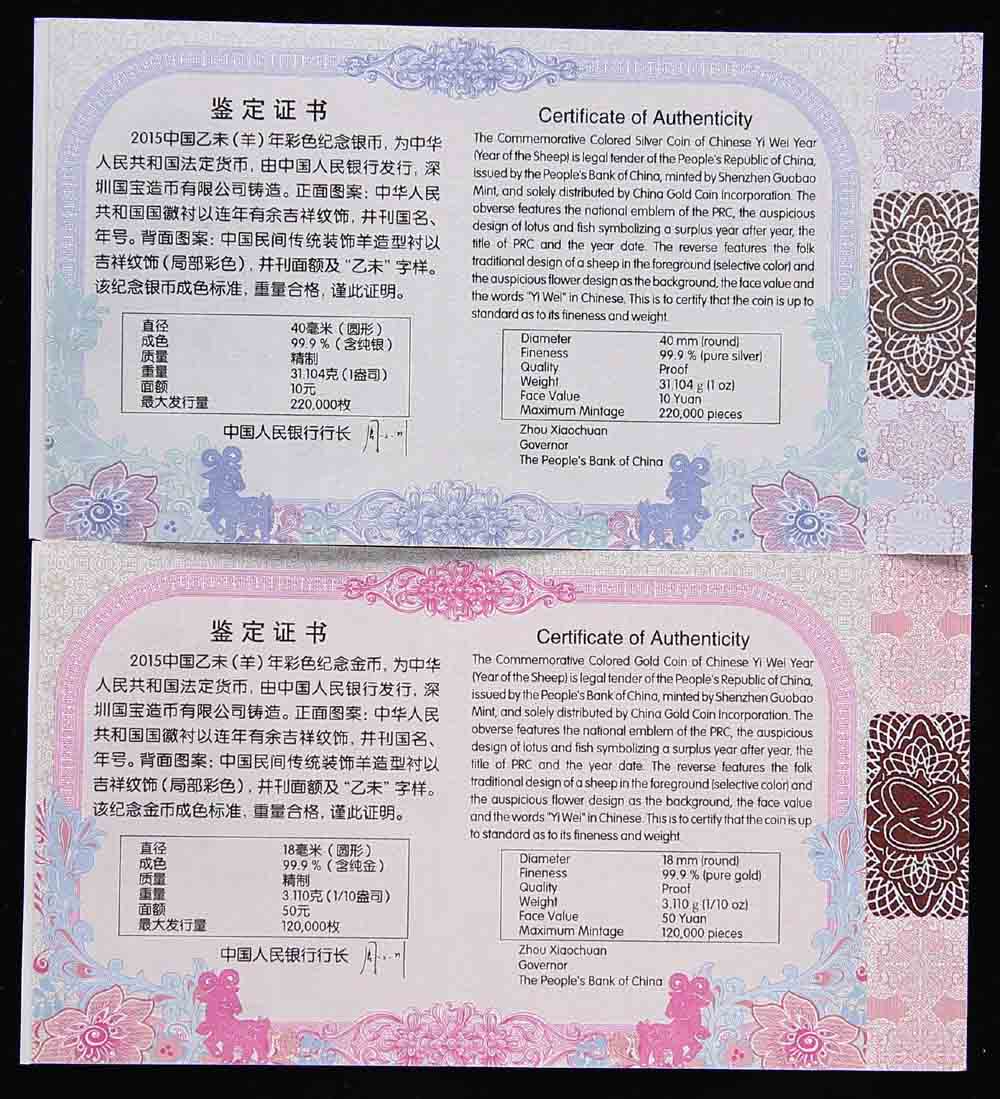 鉴定证书
2015中国乙未（羊）年彩色纪念银币，为中华
人民共和国法定货币，由中国人民银行发行，深
圳国宝造币有限公司铸造。正面图案：中华人民
共和国国徽衬以连年有余吉祥纹饰，并刊国名、
年号。背面图案：中国民间传统装饰羊造型衬以
吉祥纹饰（局部彩色），并刊面额及“乙未”字样。
该纪念银币成色标准，重量合格，谨此证明。
直径 40毫米（圆形）
成色 99.9%（含纯银）
质量 精制
重量 31.104克（1盎司）
面额 10元
最大发行量 220,000枚
中国人民银行行长
Certificate of Authenticity
The Commemorative Colored Silver Coin of Chinese Yi Wei Year
(Year of the Sheep) is legal tender of the People's Republic of China,
issued by the People's Bank of China, minted by Shenzhen Guobao
Mint, and solely distributed by China Gold Coin Incorporation. The
obverse features the national emblem of the PRC, the auspicious
design of lotus and fish symbolizing a surplus year after year, the
title of PRC and the year date. The reverse features the folk
traditional design of a sheep in the foreground (selective color) and
the auspicious flower design as the background, the face value and
the words "Yi Wei" in Chinese. This is to certify that the coin is up to
standard as to its fineness and weight.
Diameter 40 mm (round)
Fineness 99.9 % (pure silver)
Quality Proof
Weight 31.104 g (1 oz)
Face Value 10 Yuan
Maximum Mintage 220,000 pieces
Zhou Xiaochuan
Governor
The People's Bank of China
鉴定证书
2015中国乙未（羊）年彩色纪念金币，为中华
人民共和国法定货币，由中国人民银行发行，深
圳国宝造币有限公司铸造。正面图案：中华人民
共和国国徽衬以连年有余吉祥纹饰，并刊国名、
年号。背面图案：中国民间传统装饰羊造型衬以
吉祥纹饰（局部彩色），并刊面额及“乙未”字样。
该纪念金币成色标准，重量合格，谨此证明。
直径 18毫米（圆形）
成色 99.9%（含纯金）
质量 精制
重量 3.110克（1/10盎司）
面额 50元
最大发行量 120,000枚
中国人民银行行长
Certificate of Authenticity
The Commemorative Colored Gold Coin of Chinese Yi Wei Year
(Year of the Sheep) is legal tender of the People's Republic of China,
issued by the People's Bank of China, minted by Shenzhen Guobao
Mint, and solely distributed by China Gold Coin Incorporation. The
obverse features the national emblem of the PRC, the auspicious
design of lotus and fish symbolizing a surplus year after year, the
title of PRC and the year date. The reverse features the folk
traditional design of a sheep in the foreground (selective color) and
the auspicious flower design as the background, the face value
and the words "Yi Wei" in Chinese. This is to certify that the coin is up
to standard as to its fineness and weight.
Diameter 18 mm (round)
Fineness 99.9 % (pure gold)
Quality Proof
Weight 3.110 g (1/10 oz)
Face Value 50 Yuan
Maximum Mintage 120,000 pieces
Zhou Xiaochuan
Governor
The People's Bank of China